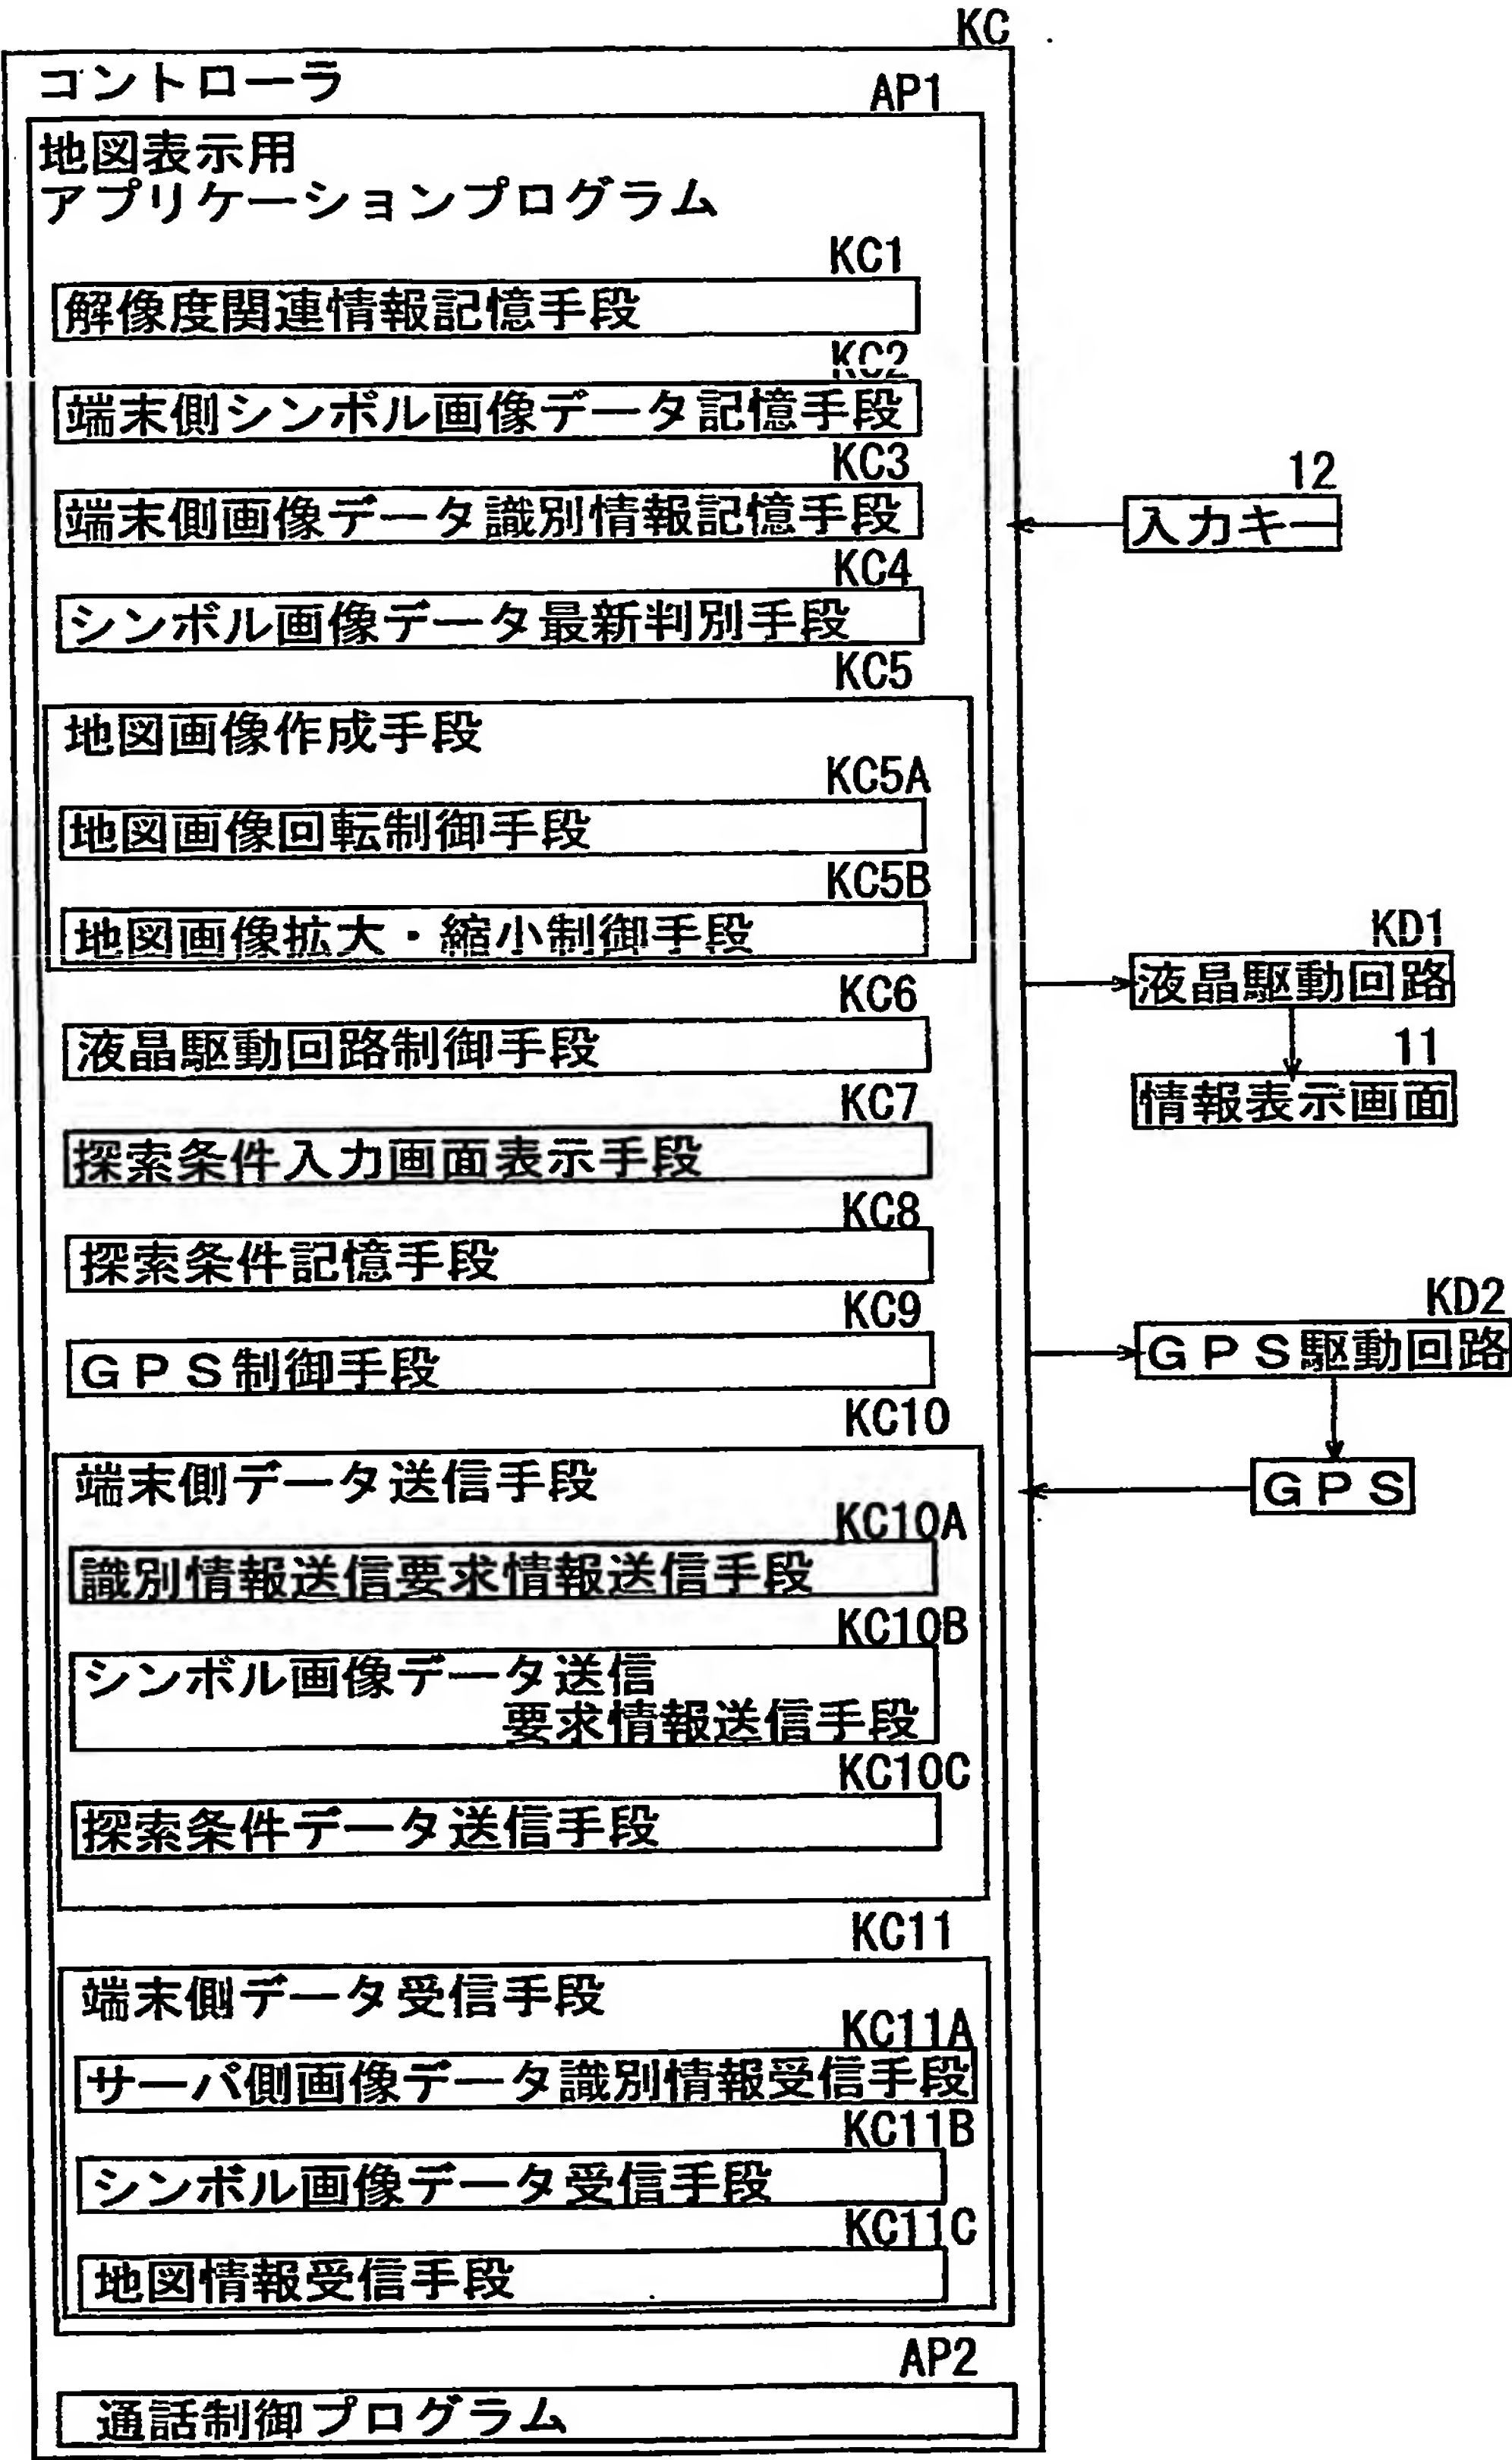 KC
コントローラ
AP1
地図表示用
アプリケーションプログラム
KC1
解像度関連情報記憶手段
KC2
端末側シンボル画像データ記憶手段
KC3
端末側画像データ識別情報記憶手段
12
入力キー
KC4
シンボル画像データ最新判別手段
KC5
地図画像作成手段
KC5A
地図画像回転制御手段
KC5B
地図画像拡大・縮小制御手段
KD1
液晶駆動回路
KC6
液晶駆動回路制御手段
11
情報表示画面
KC7
探索条件入力画面表示手段
KC8
探索条件記憶手段
KC9
GPS制御手段
KD2
GPS駆動回路
KC10
端末側データ送信手段
GPS
KC10A
識別情報送信要求情報送信手段
KC10B
シンボル画像データ送信
要求情報送信手段
KC10C
探索条件データ送信手段
KC11
端末側データ受信手段
KC11A
サーバ側画像データ識別情報受信手段
KC11B
シンボル画像データ受信手段
KC11C
地図情報受信手段
AP2
通話制御プログラム